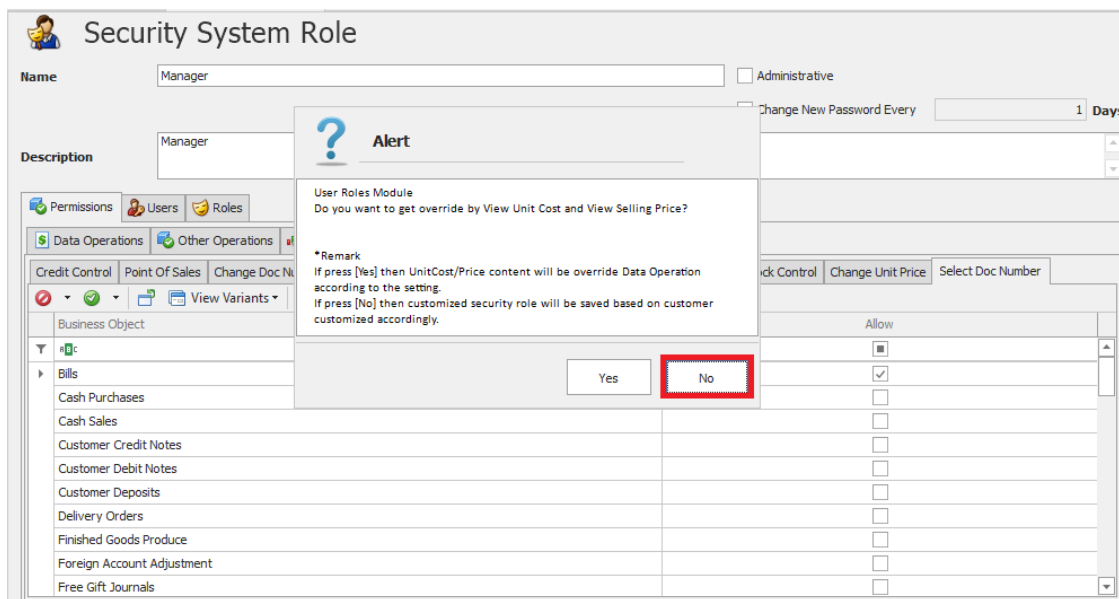 Security System Role
Name Manager Administrative
Change New Password Every 1 Days
Description Manager
Alert
User Roles Module
Do you want to get override by View Unit Cost and View Selling Price?
*Remark
If press [Yes] then UnitCost/Price content will be override Data Operation
according to the setting.
If press [No] then customized security role will be saved based on customer
customized accordingly.
Yes No
Permissions Users Roles
Data Operations Other Operations
Credit Control Point Of Sales Change Doc Control Change Unit Price Select Doc Number
View Variants
Business Object Allow
Bills
Cash Purchases
Cash Sales
Customer Credit Notes
Customer Debit Notes
Customer Deposits
Delivery Orders
Finished Goods Produce
Foreign Account Adjustment
Free Gift Journals